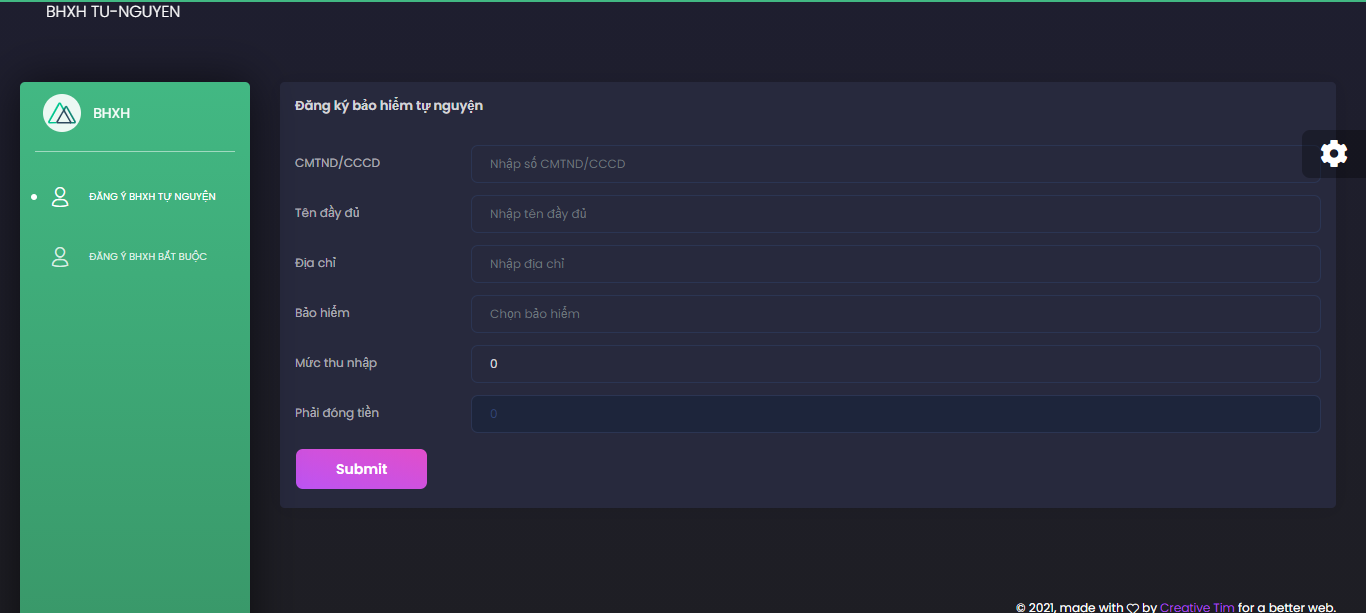 BHXH TU-NGUYEN
BHXH
ĐĂNG Ý BHXH TỰ NGUYỆN
ĐĂNG Ý BHXH BẮT BUỘC
Đăng ký bảo hiểm tự nguyện
CMTND/CCCD
Nhập số CMTND/CCCD
Tên đầy đủ
Nhập tên đầy đủ
Địa chỉ
Nhập địa chỉ
Bảo hiểm
Chọn bảo hiểm
Mức thu nhập
0
Phải đóng tiền
0
Submit
© 2021, made with ♡ by Creative Tim for a better web.